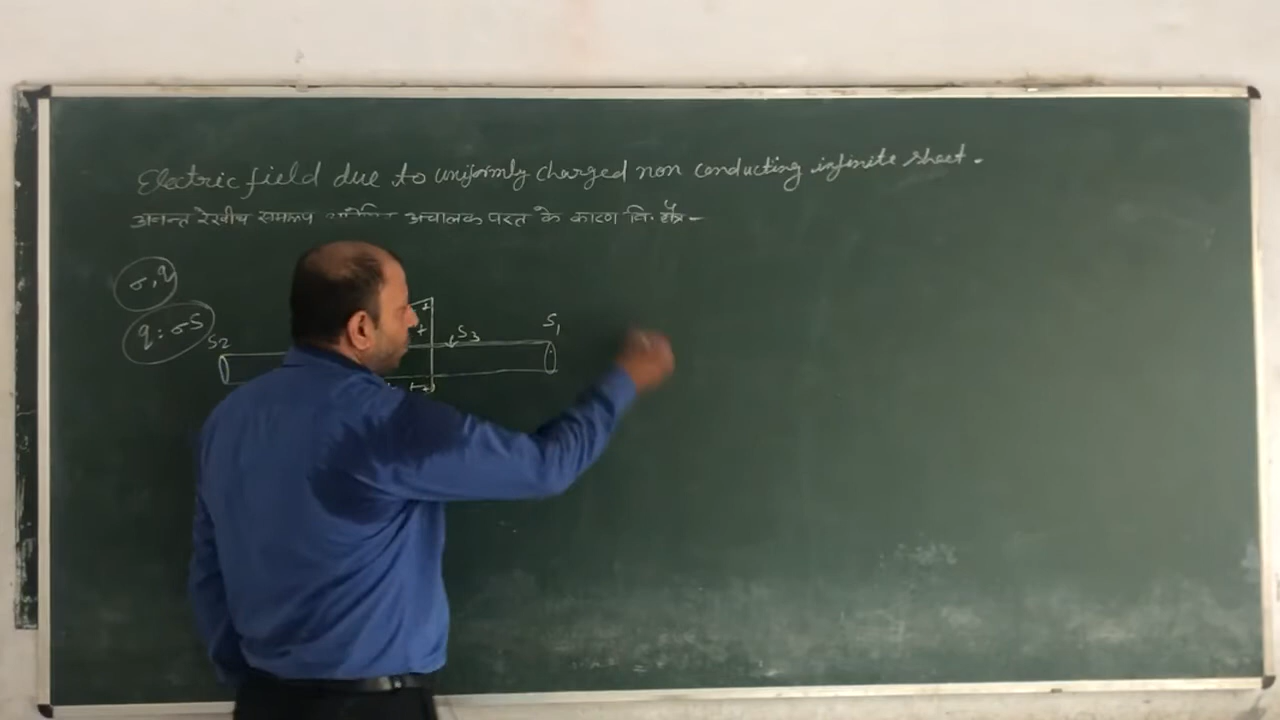 Electric field due to uniformly charged non conducting infinite sheet.
अनन्त रेखीय समरूप अचालक परत के कारण वि. क्षेत्र -
σ, q
q: σS
S2
S3
S1
+
+